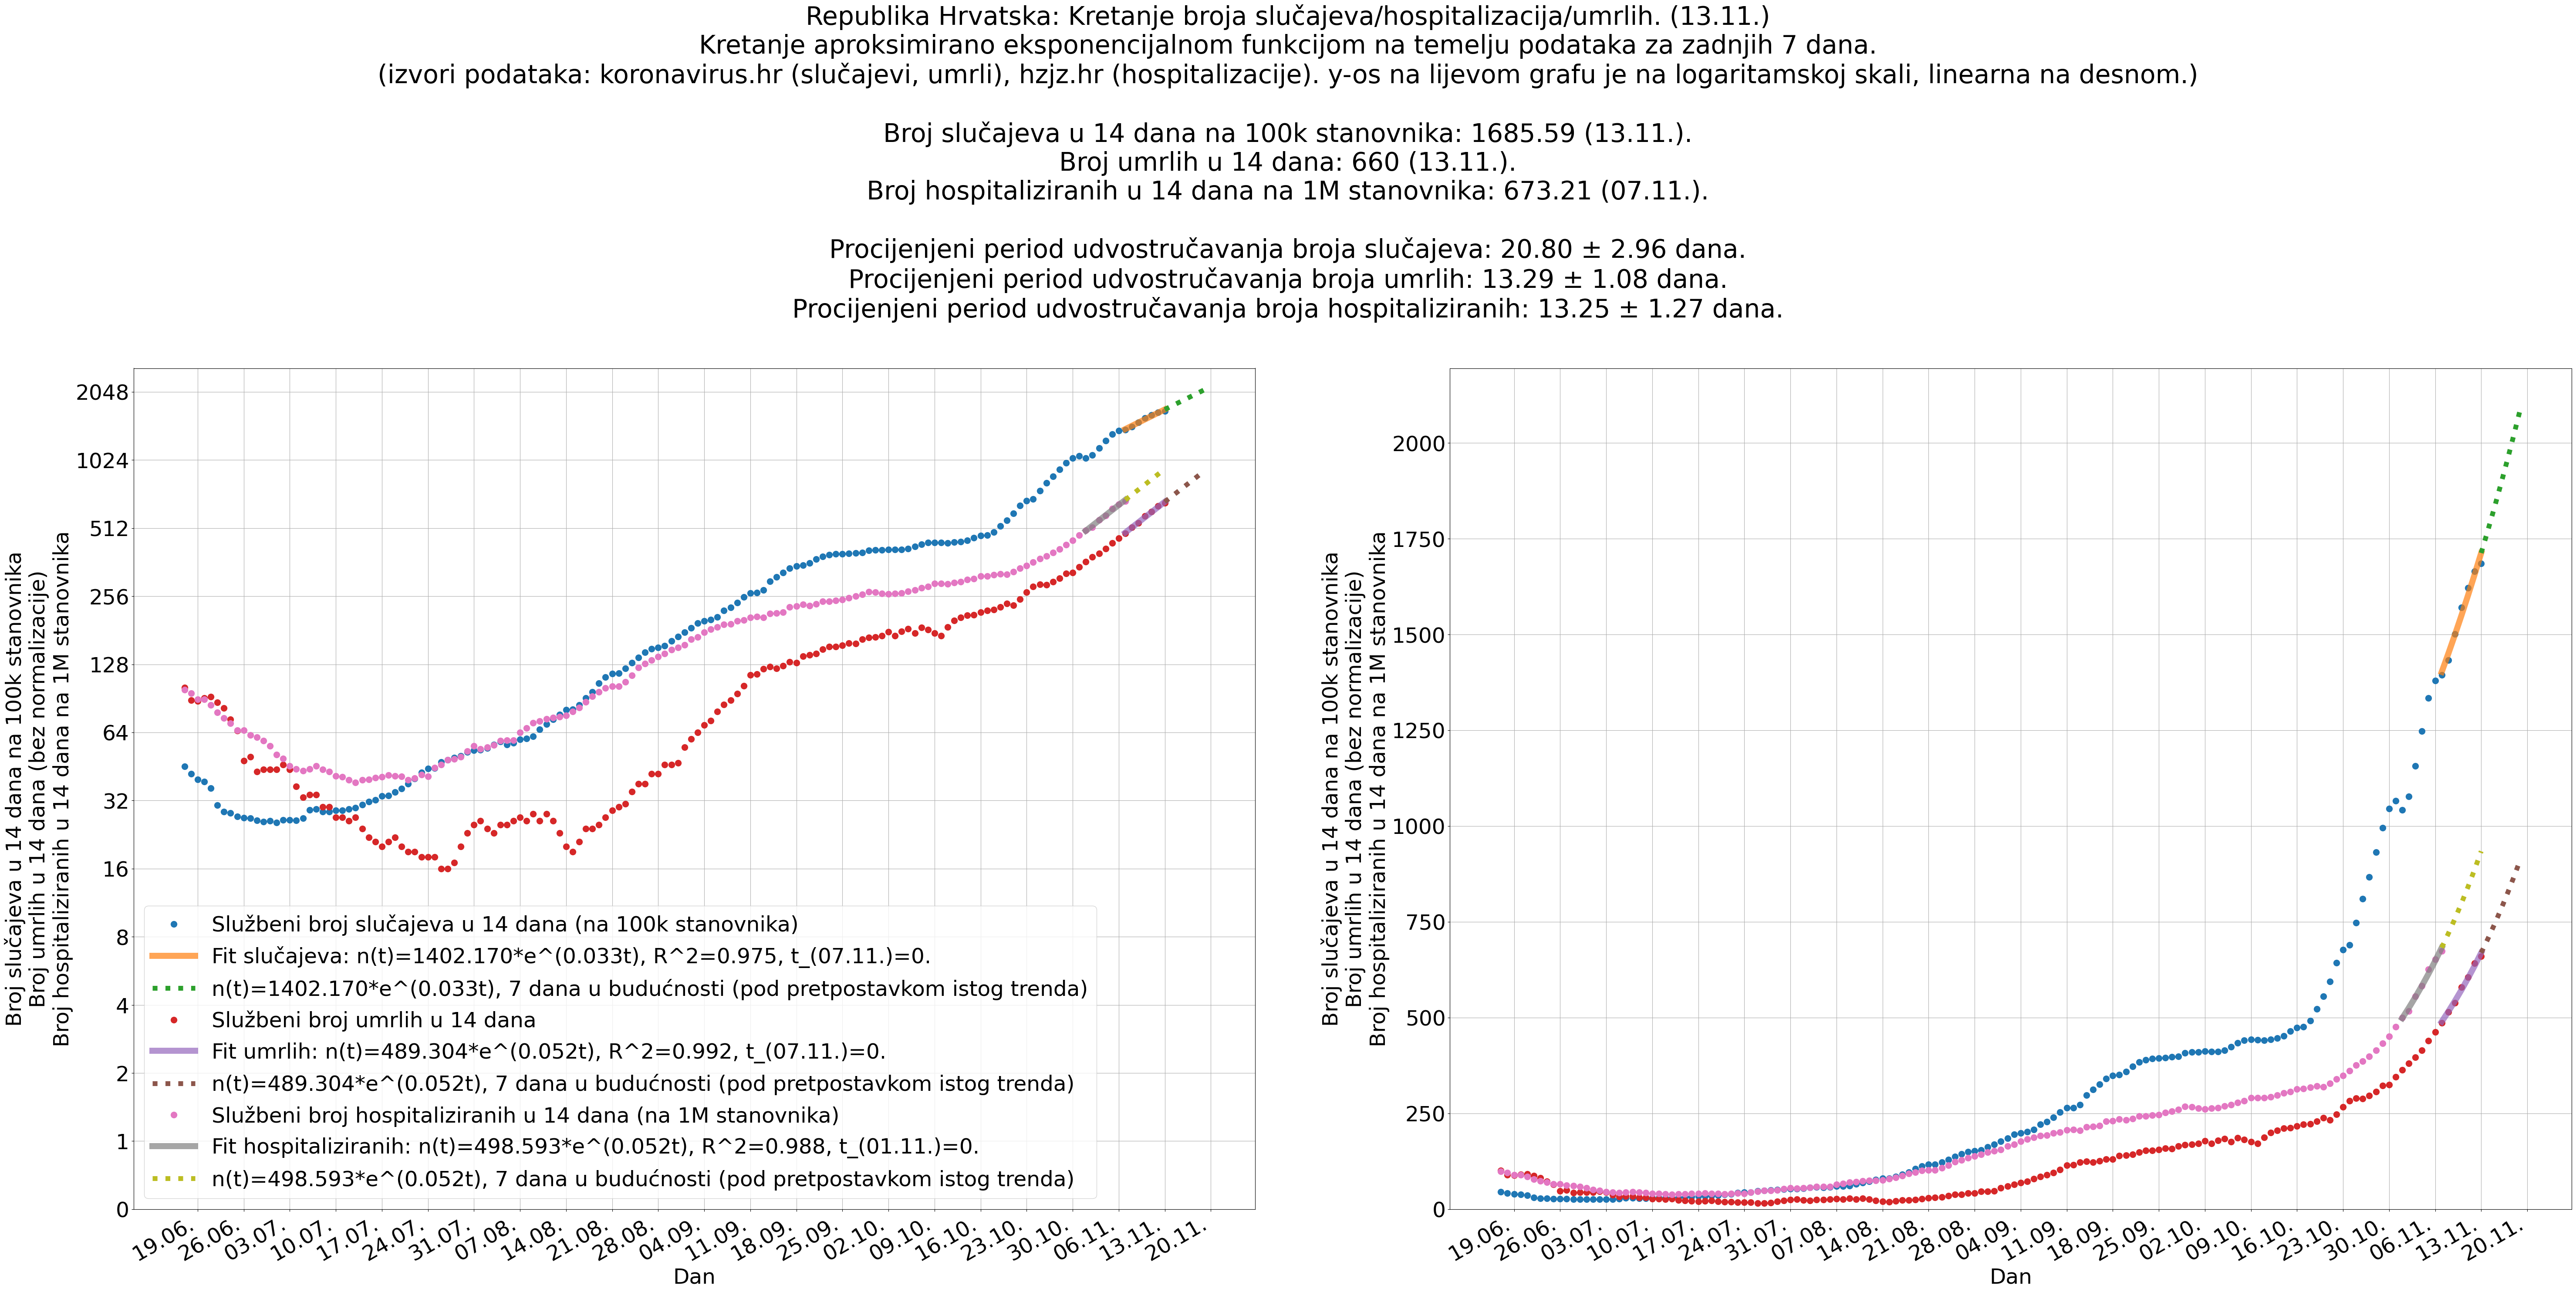 Republika Hrvatska: Kretanje broja slučajeva/hospitalizacija/umrlih. (13.11.)
Kretanje aproksimirano eksponencijalnom funkcijom na temelju podataka za zadnjih 7 dana.
(izvori podataka: koronavirus.hr (slučajevi, umrli), hzjz.hr (hospitalizacije). y-os na lijevom grafu je na logaritamskoj skali, linearna na desnom.)
Broj slučajeva u 14 dana na 100k stanovnika: 1685.59 (13.11.).
Broj umrlih u 14 dana: 660 (13.11.).
Broj hospitaliziranih u 14 dana na 1M stanovnika: 673.21 (07.11.).
Procijenjeni period udvostručavanja broja slučajeva: 20.80 ± 2.96 dana.
Procijenjeni period udvostručavanja broja umrlih: 13.29 ± 1.08 dana.
Procijenjeni period udvostručavanja broja hospitaliziranih: 13.25 ± 1.27 dana.
Broj slučajeva u 14 dana na 100k stanovnika
Broj umrlih u 14 dana (bez normalizacije)
Broj hospitaliziranih u 14 dana na 1M stanovnika
2048
1024
512
256
128
64
32
16
8
4
2
1
0
Službeni broj slučajeva u 14 dana (na 100k stanovnika)
Fit slučajeva: n(t)=1402.170*e^(0.033t), R^2=0.975, t_(07.11.)=0.
n(t)=1402.170*e^(0.033t), 7 dana u budućnosti (pod pretpostavkom istog trenda)
Službeni broj umrlih u 14 dana
Fit umrlih: n(t)=489.304*e^(0.052t), R^2=0.992, t_(07.11.)=0.
n(t)=489.304*e^(0.052t), 7 dana u budućnosti (pod pretpostavkom istog trenda)
Službeni broj hospitaliziranih u 14 dana (na 1M stanovnika)
Fit hospitaliziranih: n(t)=498.593*e^(0.052t), R^2=0.988, t_(01.11.)=0.
n(t)=498.593*e^(0.052t), 7 dana u budućnosti (pod pretpostavkom istog trenda)
19.06. 26.06. 03.07. 10.07. 17.07. 24.07. 31.07. 07.08. 14.08. 21.08. 28.08. 04.09. 11.09. 18.09. 25.09. 02.10. 09.10. 16.10. 23.10. 30.10. 06.11. 13.11. 20.11.
Dan
Broj slučajeva u 14 dana na 100k stanovnika
Broj umrlih u 14 dana (bez normalizacije)
Broj hospitaliziranih u 14 dana na 1M stanovnika
2000
1750
1500
1250
1000
750
500
250
0
19.06. 26.06. 03.07. 10.07. 17.07. 24.07. 31.07. 07.08. 14.08. 21.08. 28.08. 04.09. 11.09. 18.09. 25.09. 02.10. 09.10. 16.10. 23.10. 30.10. 06.11. 13.11. 20.11.
Dan